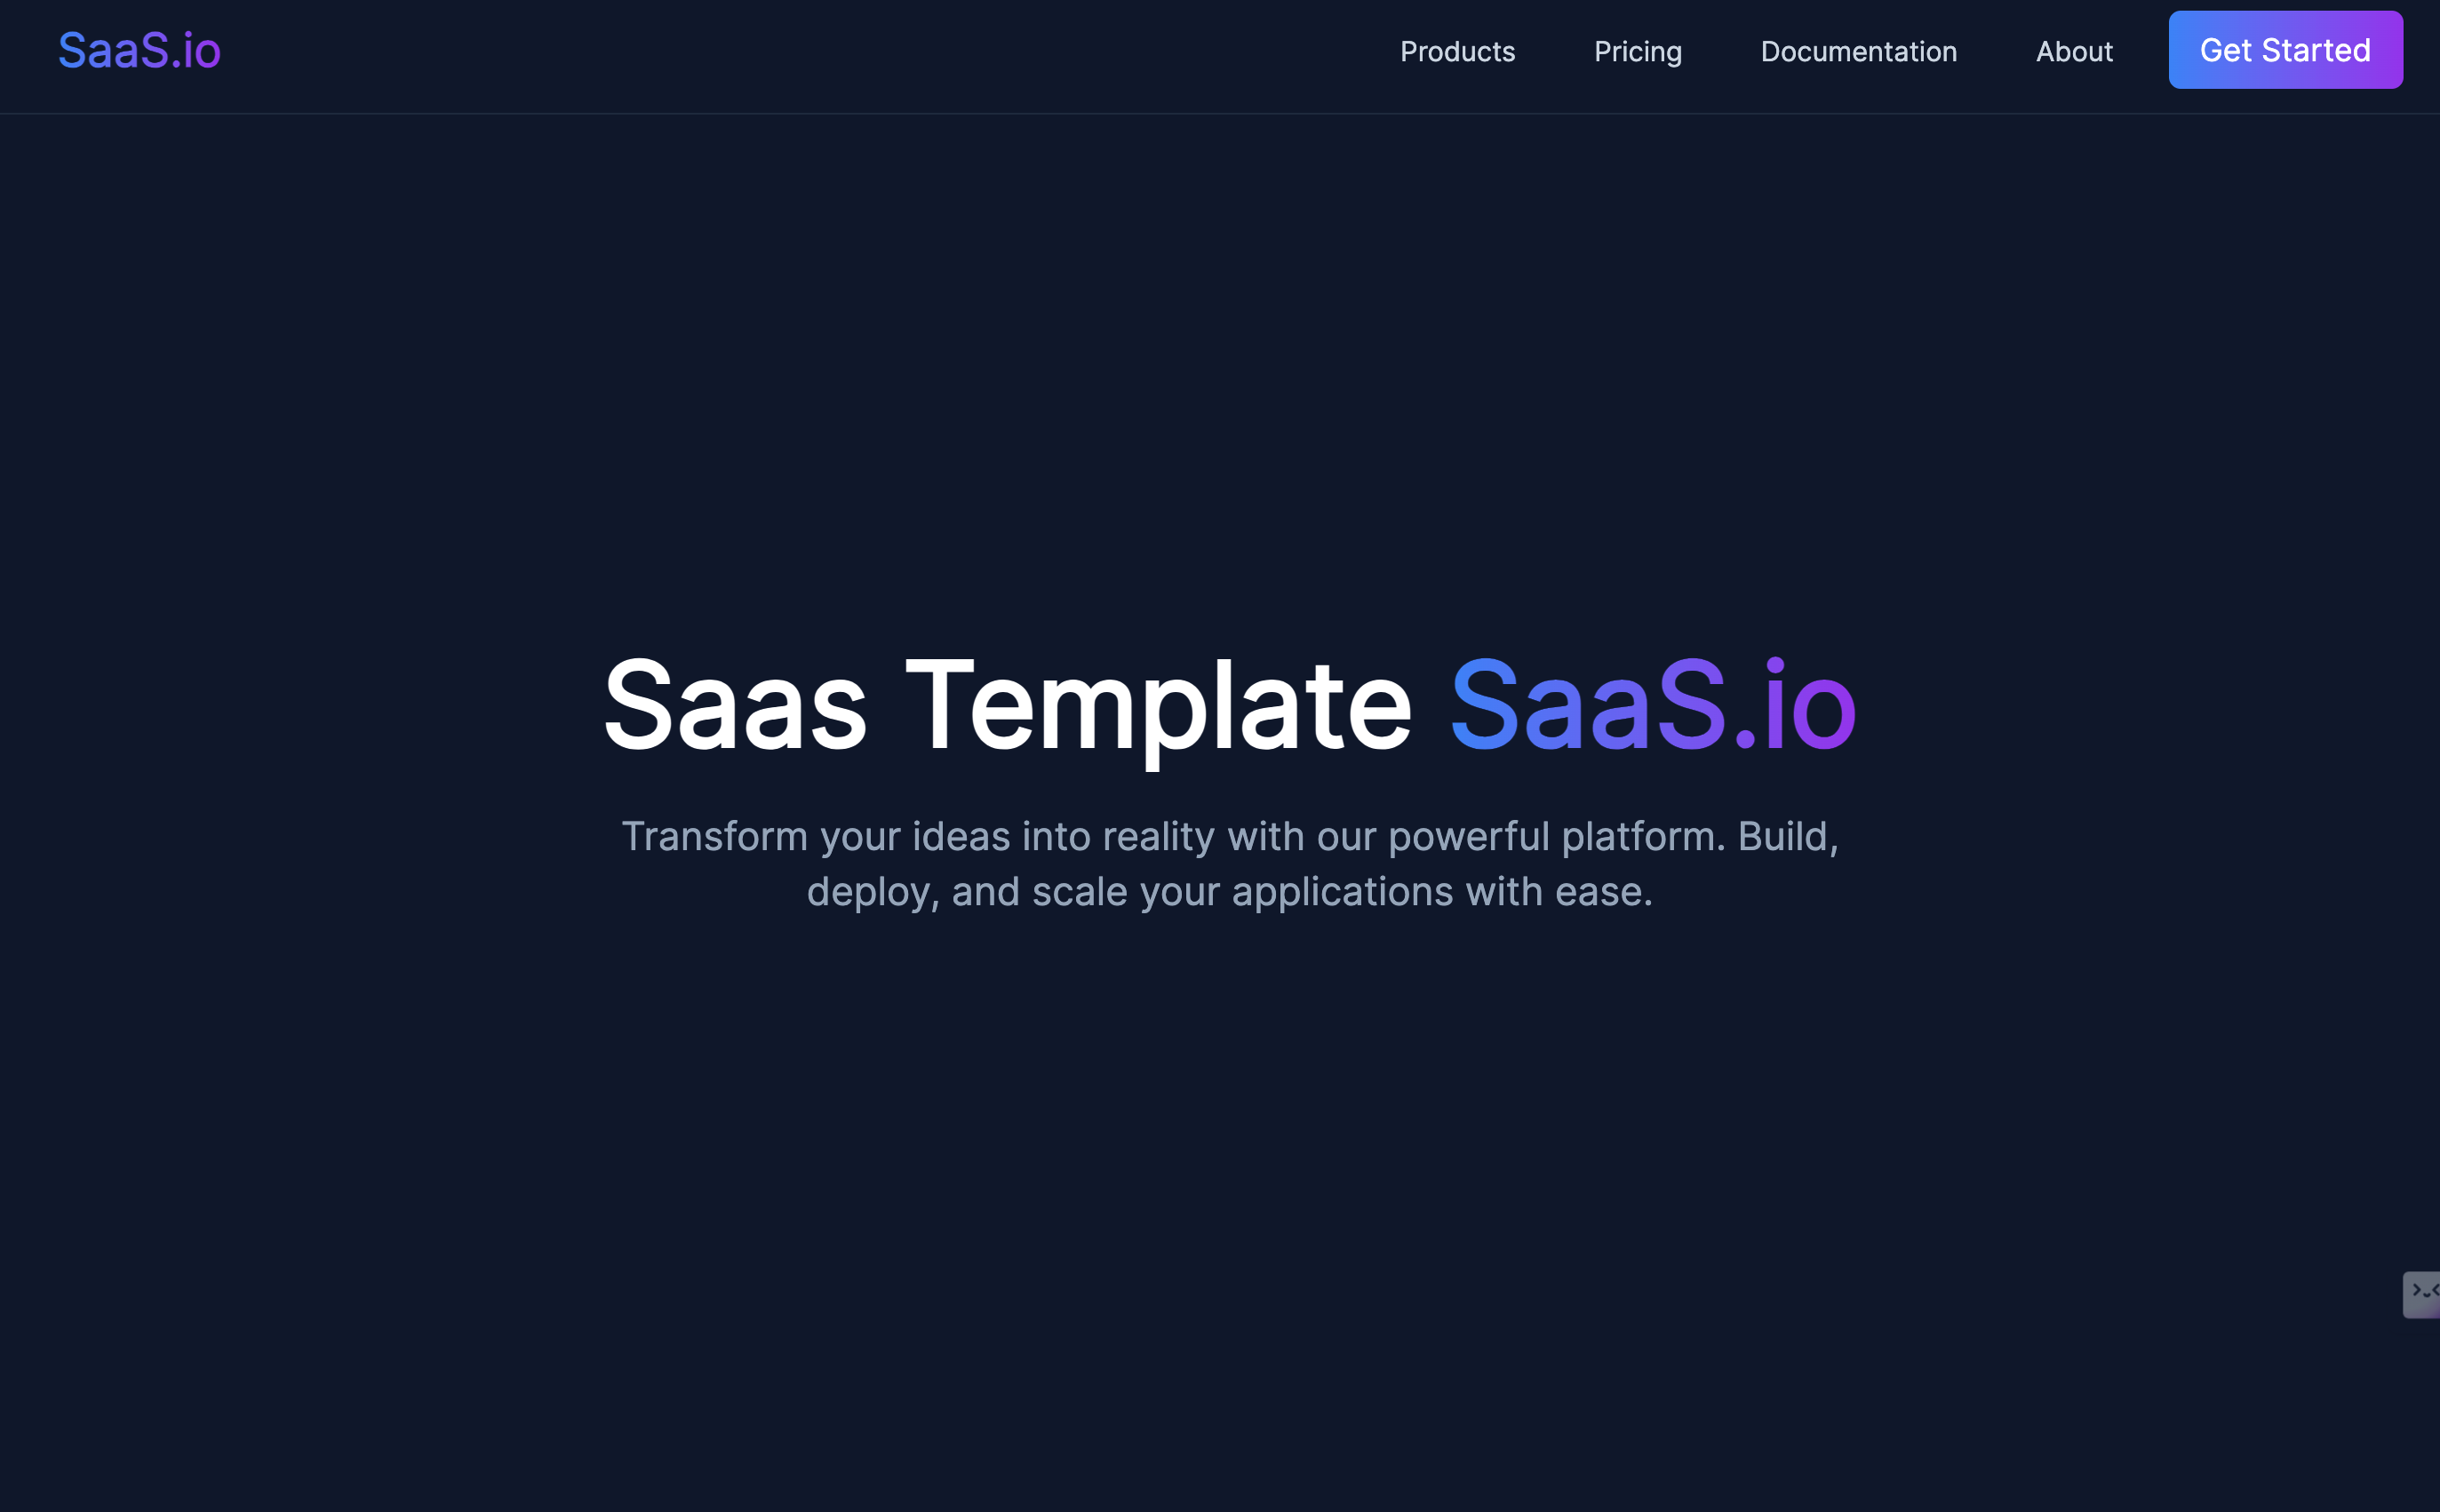 SaaS.io
Products Pricing Documentation About Get Started
Saas Template SaaS.io
Transform your ideas into reality with our powerful platform. Build,
deploy, and scale your applications with ease.